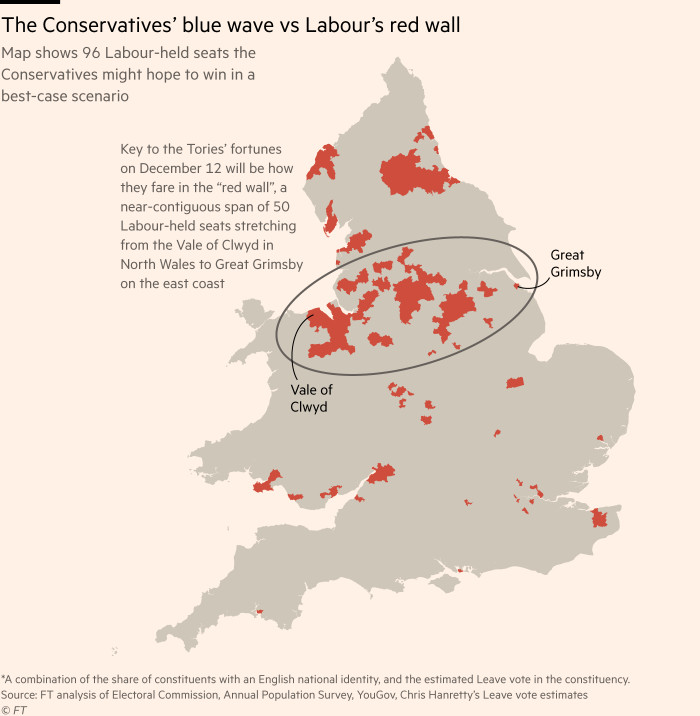 The Conservatives’ blue wave vs Labour’s red wall
Map shows 96 Labour-held seats the
Conservatives might hope to win in a
best-case scenario
Key to the Tories’ fortunes
on December 12 will be how
they fare in the “red wall”, a
near-contiguous span of 50
Labour-held seats stretching
from the Vale of Clwyd in
North Wales to Great Grimsby
on the east coast
Great
Grimsby
Vale of
Clwyd
*A combination of the share of constituents with an English national identity, and the estimated Leave vote in the constituency.
Source: FT analysis of Electoral Commission, Annual Population Survey, YouGov, Chris Hanretty’s Leave vote estimates
© FT